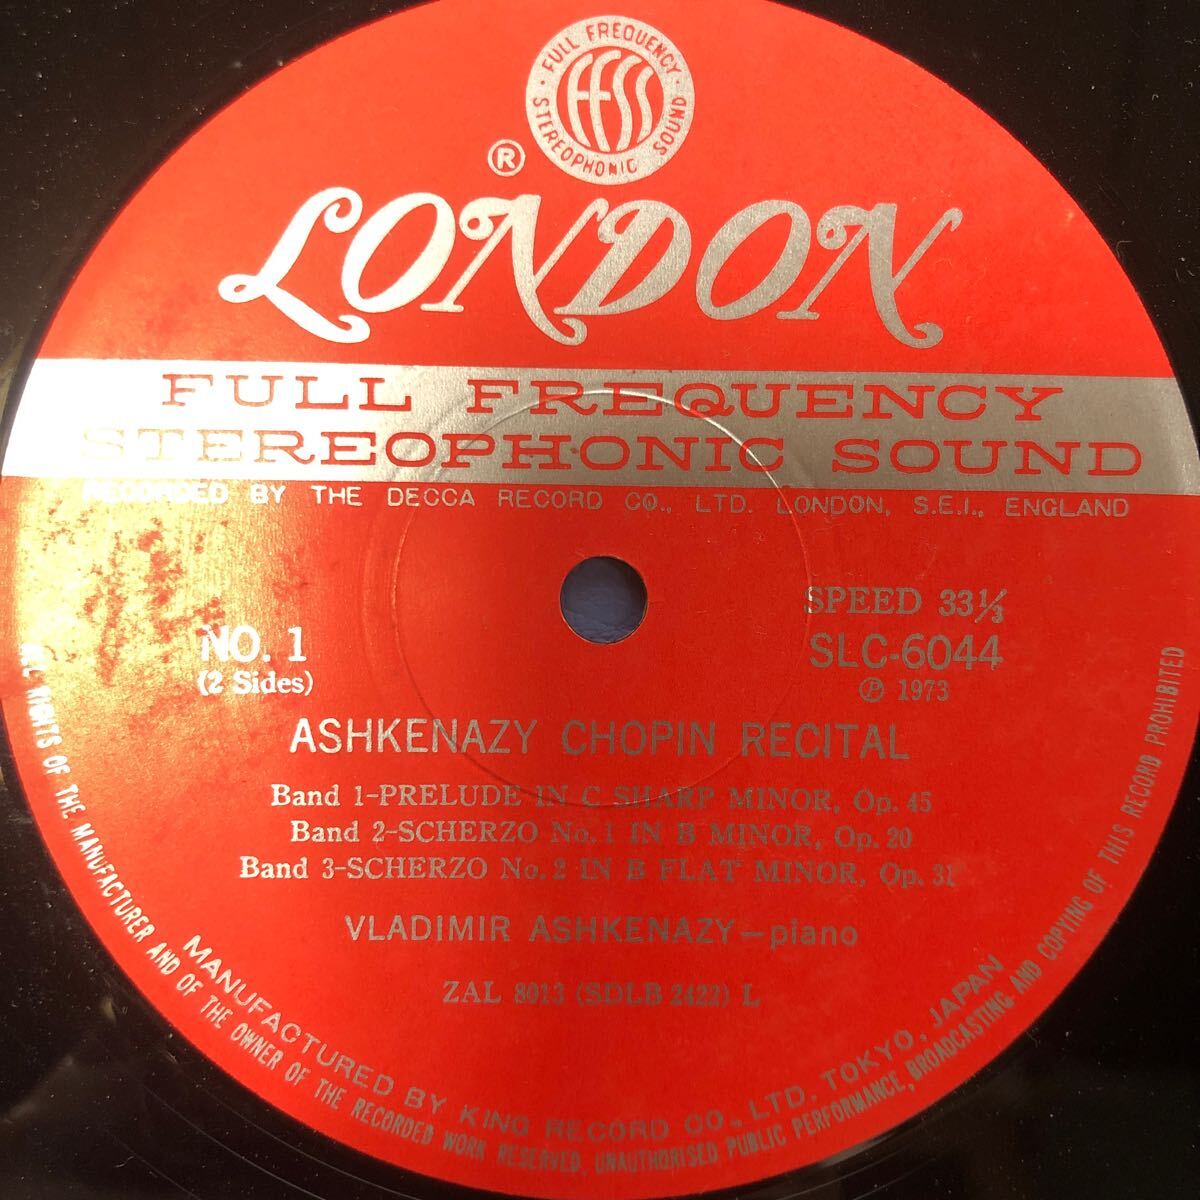 FULL FREQUENCY · STEREOPHONIC SOUND ·
FFSS
®
LONDON
FULL FREQUENCY
STEREOPHONIC SOUND
RECORDED BY THE DECCA RECORD CO., LTD. LONDON, S.E.I., ENGLAND
SPEED 33⅓
NO. 1
SLC-6044
(2 Sides)
℗ 1973
ASHKENAZY CHOPIN RECITAL
Band 1-PRELUDE IN C SHARP MINOR, Op. 45
Band 2-SCHERZO No. 1 IN B MINOR, Op. 20
Band 3-SCHERZO No. 2 IN B FLAT MINOR, Op. 31
VLADIMIR ASHKENAZY—piano
ZAL 8013 (SDLB 2422) L
MANUFACTURED BY KING RECORD CO., LTD. TOKYO, JAPAN
ALL RIGHTS OF THE MANUFACTURER AND OF THE OWNER OF THE RECORDED WORK RESERVED, UNAUTHORISED PUBLIC PERFORMANCE, BROADCASTING AND COPYING OF THIS RECORD PROHIBITED